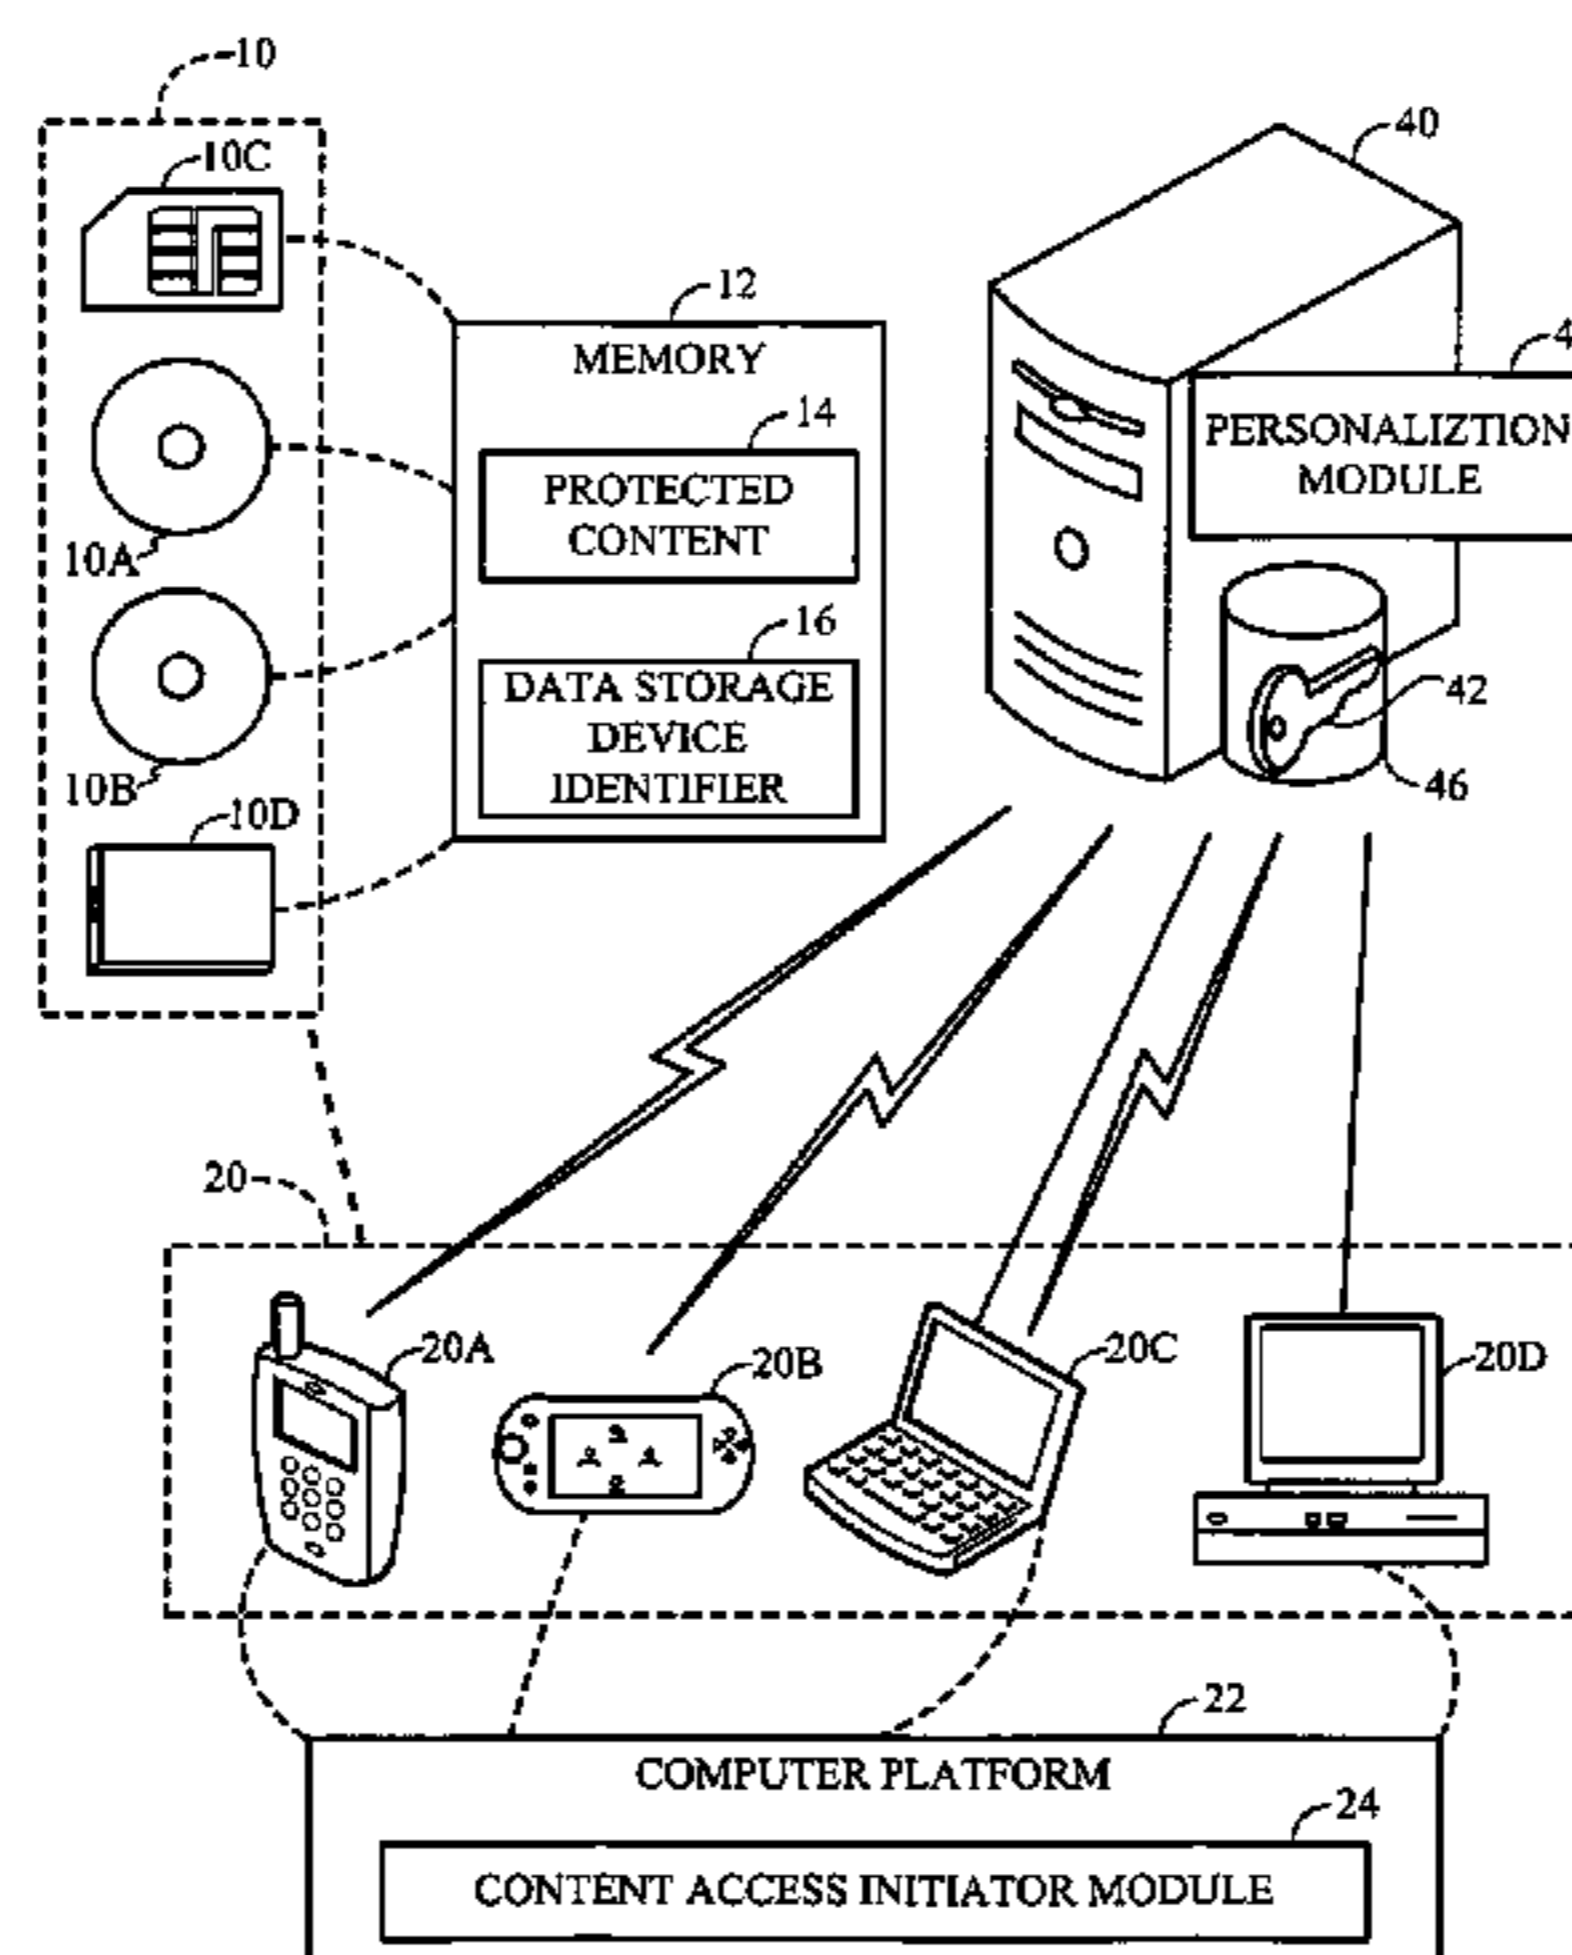 10
10C
40
12
MEMORY
4
14
PERSONALIZTION
MODULE
PROTECTED
CONTENT
10A
16
DATA STORAGE
DEVICE
IDENTIFIER
42
46
10B
10D
20
20A
20B
20C
20D
22
COMPUTER PLATFORM
24
CONTENT ACCESS INITIATOR MODULE